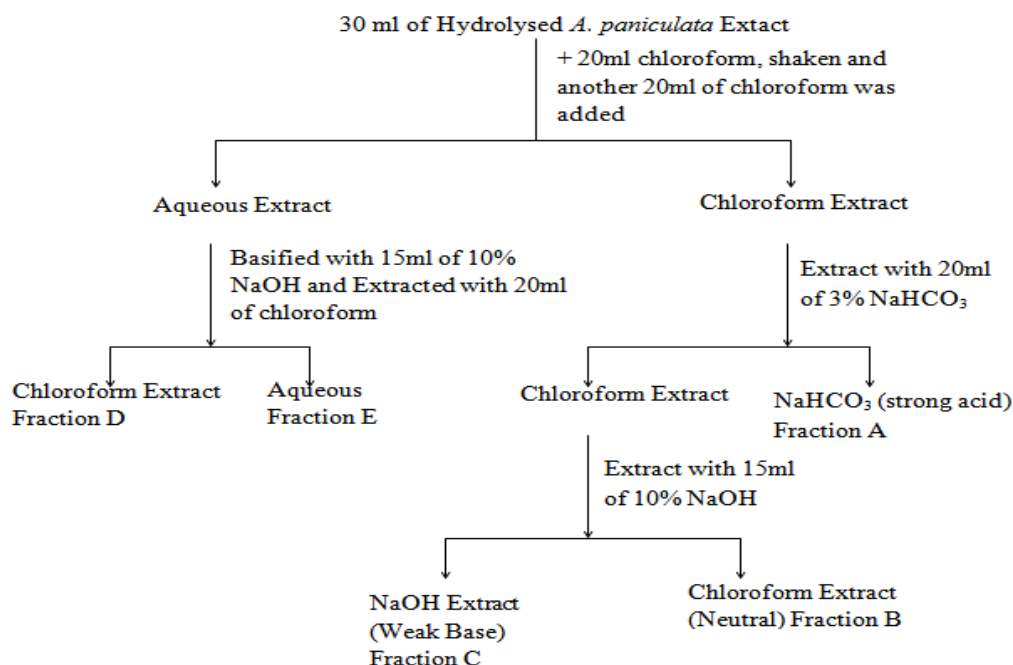 30 ml of Hydrolysed A. paniculata Extact
+ 20ml chloroform, shaken and
another 20ml of chloroform was
added
Aqueous Extract
Chloroform Extract
Basified with 15ml of 10%
NaOH and Extracted with 20ml
of chloroform
Extract with 20ml
of 3% NaHCO₃
Chloroform Extract
Fraction D
Aqueous
Fraction E
Chloroform Extract
NaHCO₃ (strong acid)
Fraction A
Extract with 15ml
of 10% NaOH
NaOH Extract
(Weak Base)
Fraction C
Chloroform Extract
(Neutral) Fraction B